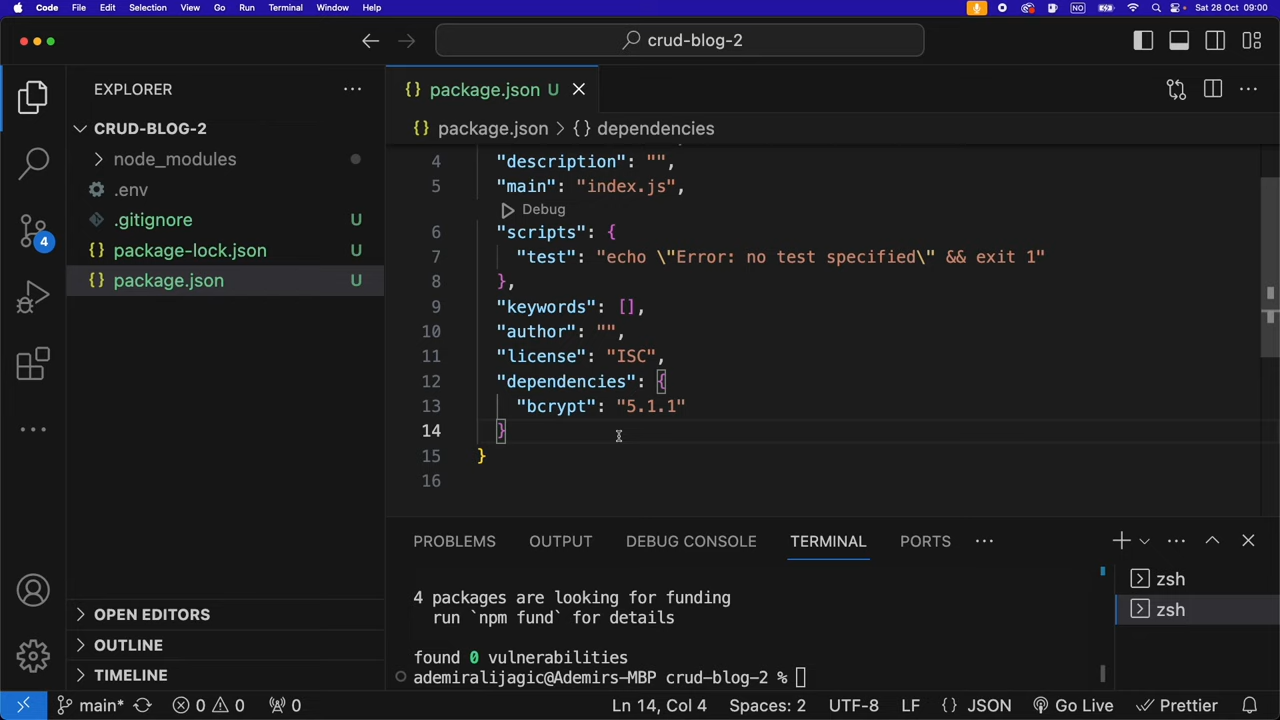 Code File Edit Selection View Go Run Terminal Window Help NO Sat 28 Oct 09:00
crud-blog-2
EXPLORER
CRUD-BLOG-2
node_modules
.env
.gitignore U
package-lock.json U
package.json U
OPEN EDITORS
OUTLINE
TIMELINE
4
{} package.json U
{} package.json > {} dependencies
4 "description": "",
5 "main": "index.js",
Debug
6 "scripts": {
7 "test": "echo \"Error: no test specified\" && exit 1"
8 },
9 "keywords": [],
10 "author": "",
11 "license": "ISC",
12 "dependencies": {
13 "bcrypt": "5.1.1"
14 }
15 }
16
PROBLEMS OUTPUT DEBUG CONSOLE TERMINAL PORTS
4 packages are looking for funding
run `npm fund` for details
found 0 vulnerabilities
ademiralijagic@Ademirs-MBP crud-blog-2 %
zsh
zsh
main* 0 0 0 Ln 14, Col 4 Spaces: 2 UTF-8 LF {} JSON Go Live Prettier